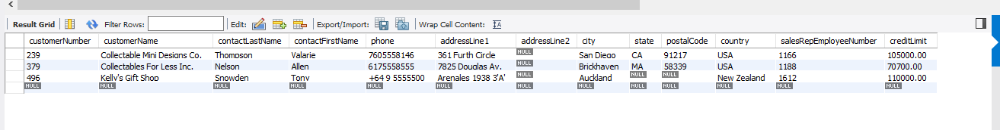 Result Grid Filter Rows: Edit: Export/Import: Wrap Cell Content:
customerNumber customerName contactLastName contactFirstName phone addressLine1 addressLine2 city state postalCode country salesRepEmployeeNumber creditLimit
239 Collectable Mini Designs Co. Thompson Valarie 7605558146 361 Furth Circle NULL San Diego CA 91217 USA 1166 105000.00
379 Collectables For Less Inc. Nelson Allen 6175558555 7825 Douglas Av. NULL Brickhaven MA 58339 USA 1188 70700.00
496 Kelly's Gift Shop Snowden Tony +64 9 5555500 Arenales 1938 3'A' NULL Auckland NULL NULL New Zealand 1612 110000.00
NULL NULL NULL NULL NULL NULL NULL NULL NULL NULL NULL NULL NULL